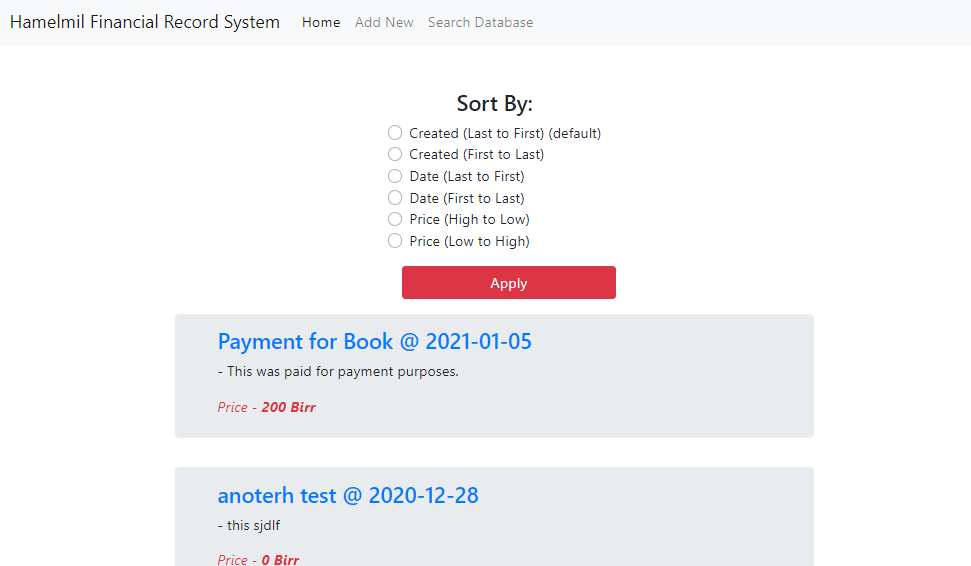 Hamelmil Financial Record System Home Add New Search Database
Sort By:
Created (Last to First) (default)
Created (First to Last)
Date (Last to First)
Date (First to Last)
Price (High to Low)
Price (Low to High)
Apply
Payment for Book @ 2021-01-05
- This was paid for payment purposes.
Price - 200 Birr
anoterh test @ 2020-12-28
- this sjdlf
Price - 0 Birr